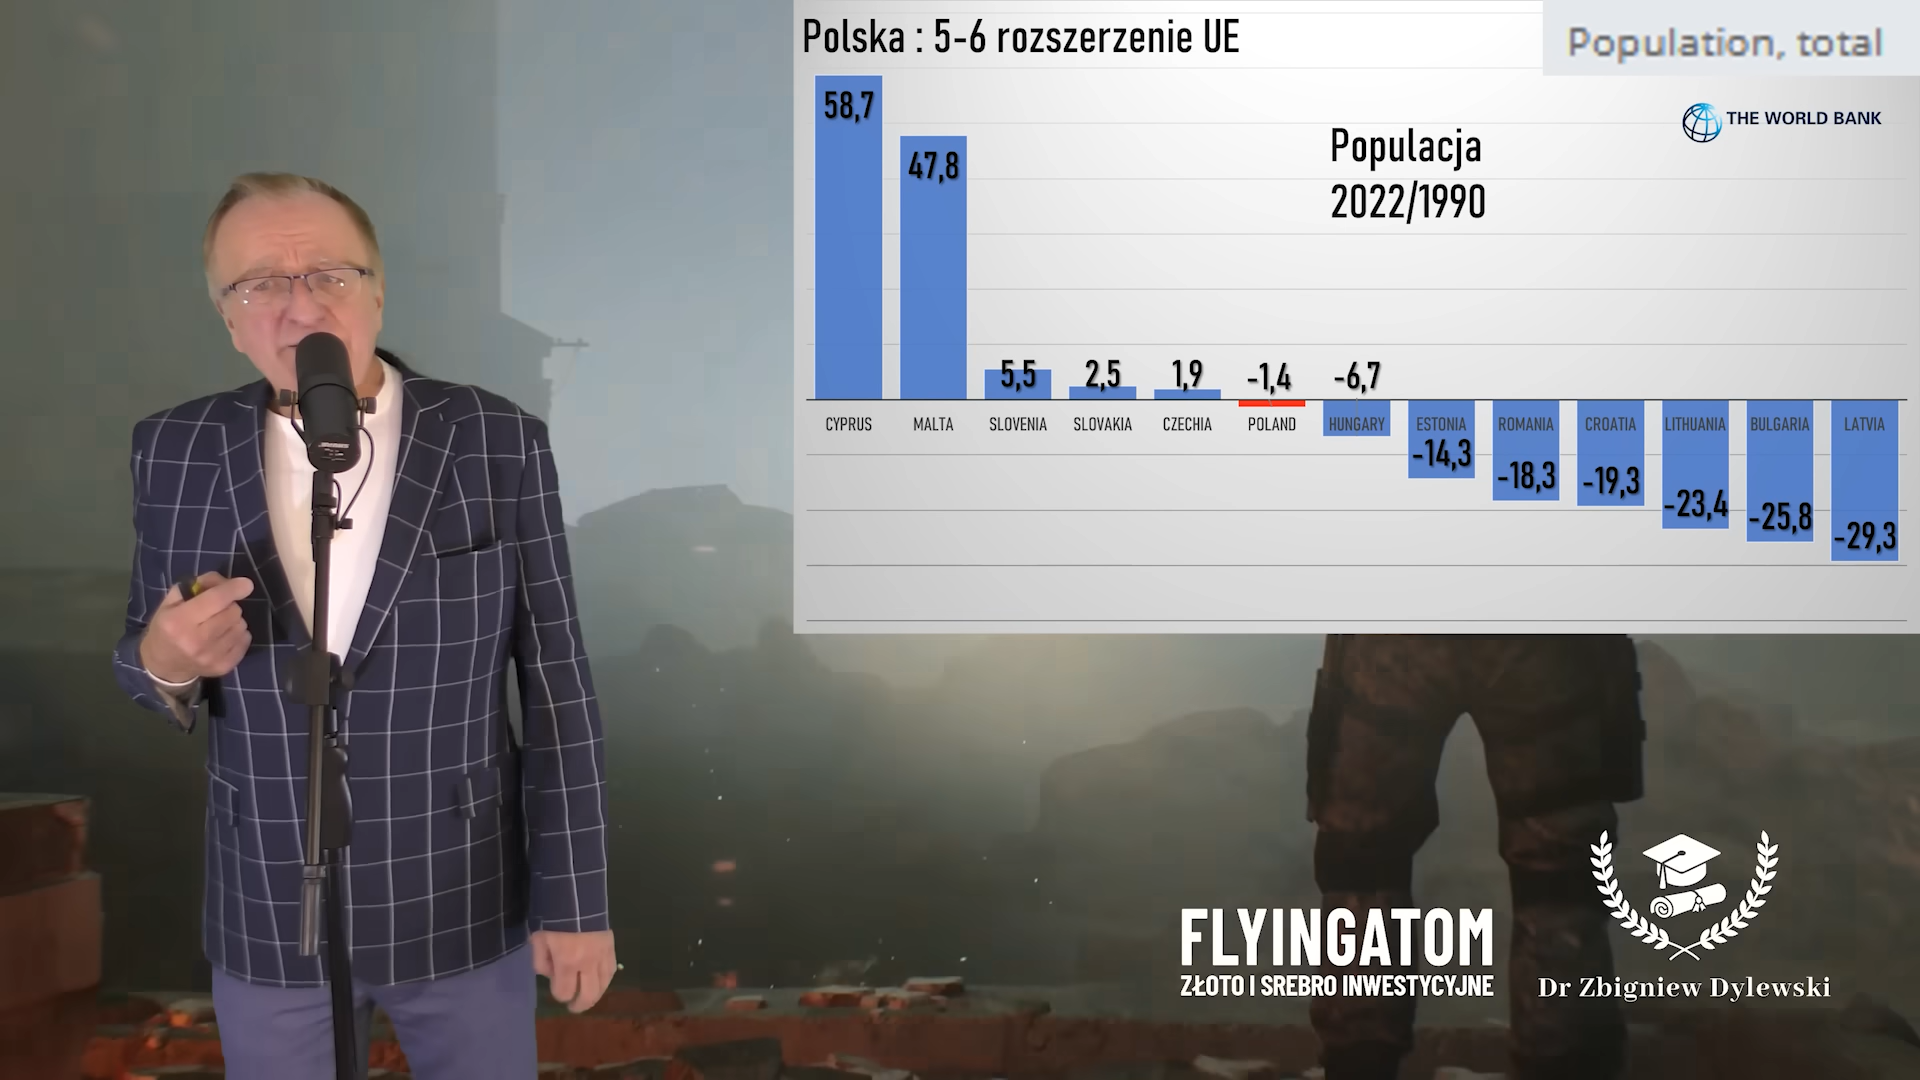 Polska : 5-6 rozszerzenie UE
Population, total
THE WORLD BANK
Populacja
2022/1990
58,7
47,8
5,5
2,5
1,9
-1,4
-6,7
CYPRUS
MALTA
SLOVENIA
SLOVAKIA
CZECHIA
POLAND
HUNGARY
ESTONIA
ROMANIA
CROATIA
LITHUANIA
BULGARIA
LATVIA
-14,3
-18,3
-19,3
-23,4
-25,8
-29,3
FLYINGATOM
ZŁOTO I SREBRO INWESTYCYJNE
Dr Zbigniew Dylewski